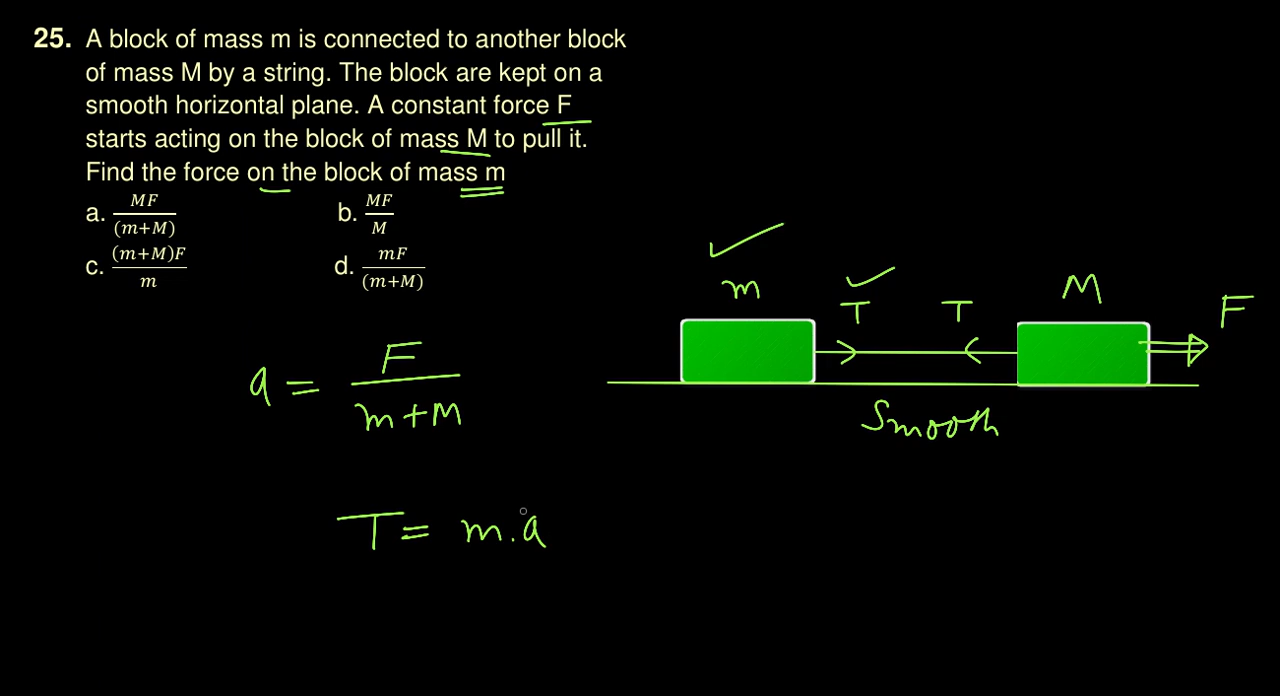 25. A block of mass m is connected to another block
of mass M by a string. The block are kept on a
smooth horizontal plane. A constant force F
starts acting on the block of mass M to pull it.
Find the force on the block of mass m
a. MF/(m+M) b. MF/M
c. (m+M)F/m d. mF/(m+M)
m T T M F
Smooth
a = F/m+M
T = m.a